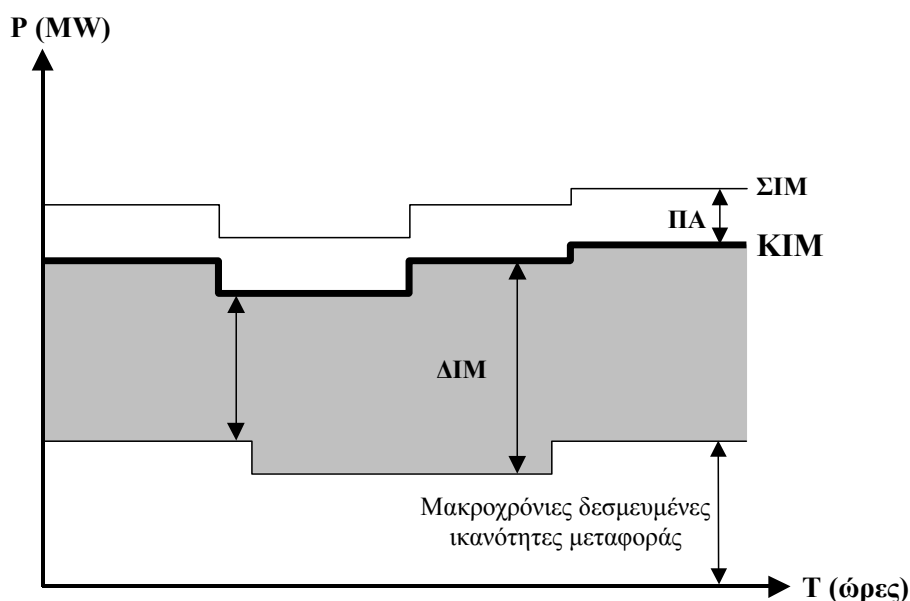 P (MW)
ΣΙΜ
ΠΑ
ΚΙΜ
ΔΙΜ
Μακροχρόνιες δεσμευμένες
ικανότητες μεταφοράς
T (ώρες)